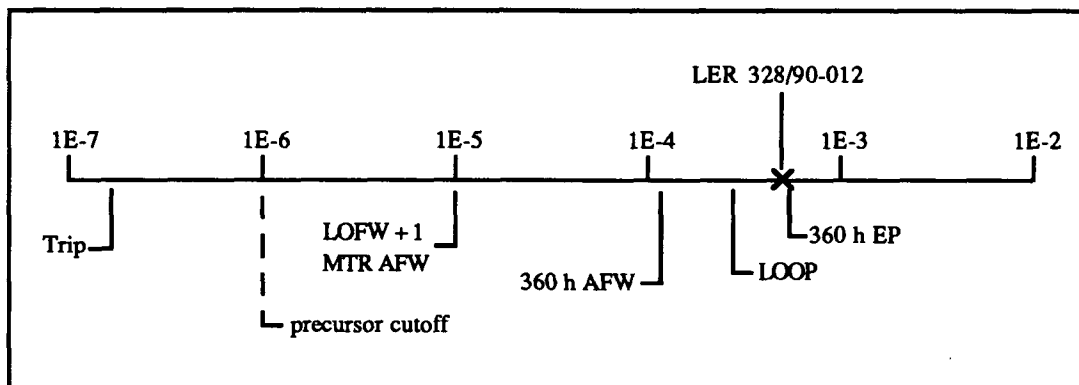 LER 328/90-012
1E-7 1E-6 1E-5 1E-4 1E-3 1E-2
Trip
LOFW + 1
MTR AFW
360 h AFW
LOOP
360 h EP
precursor cutoff